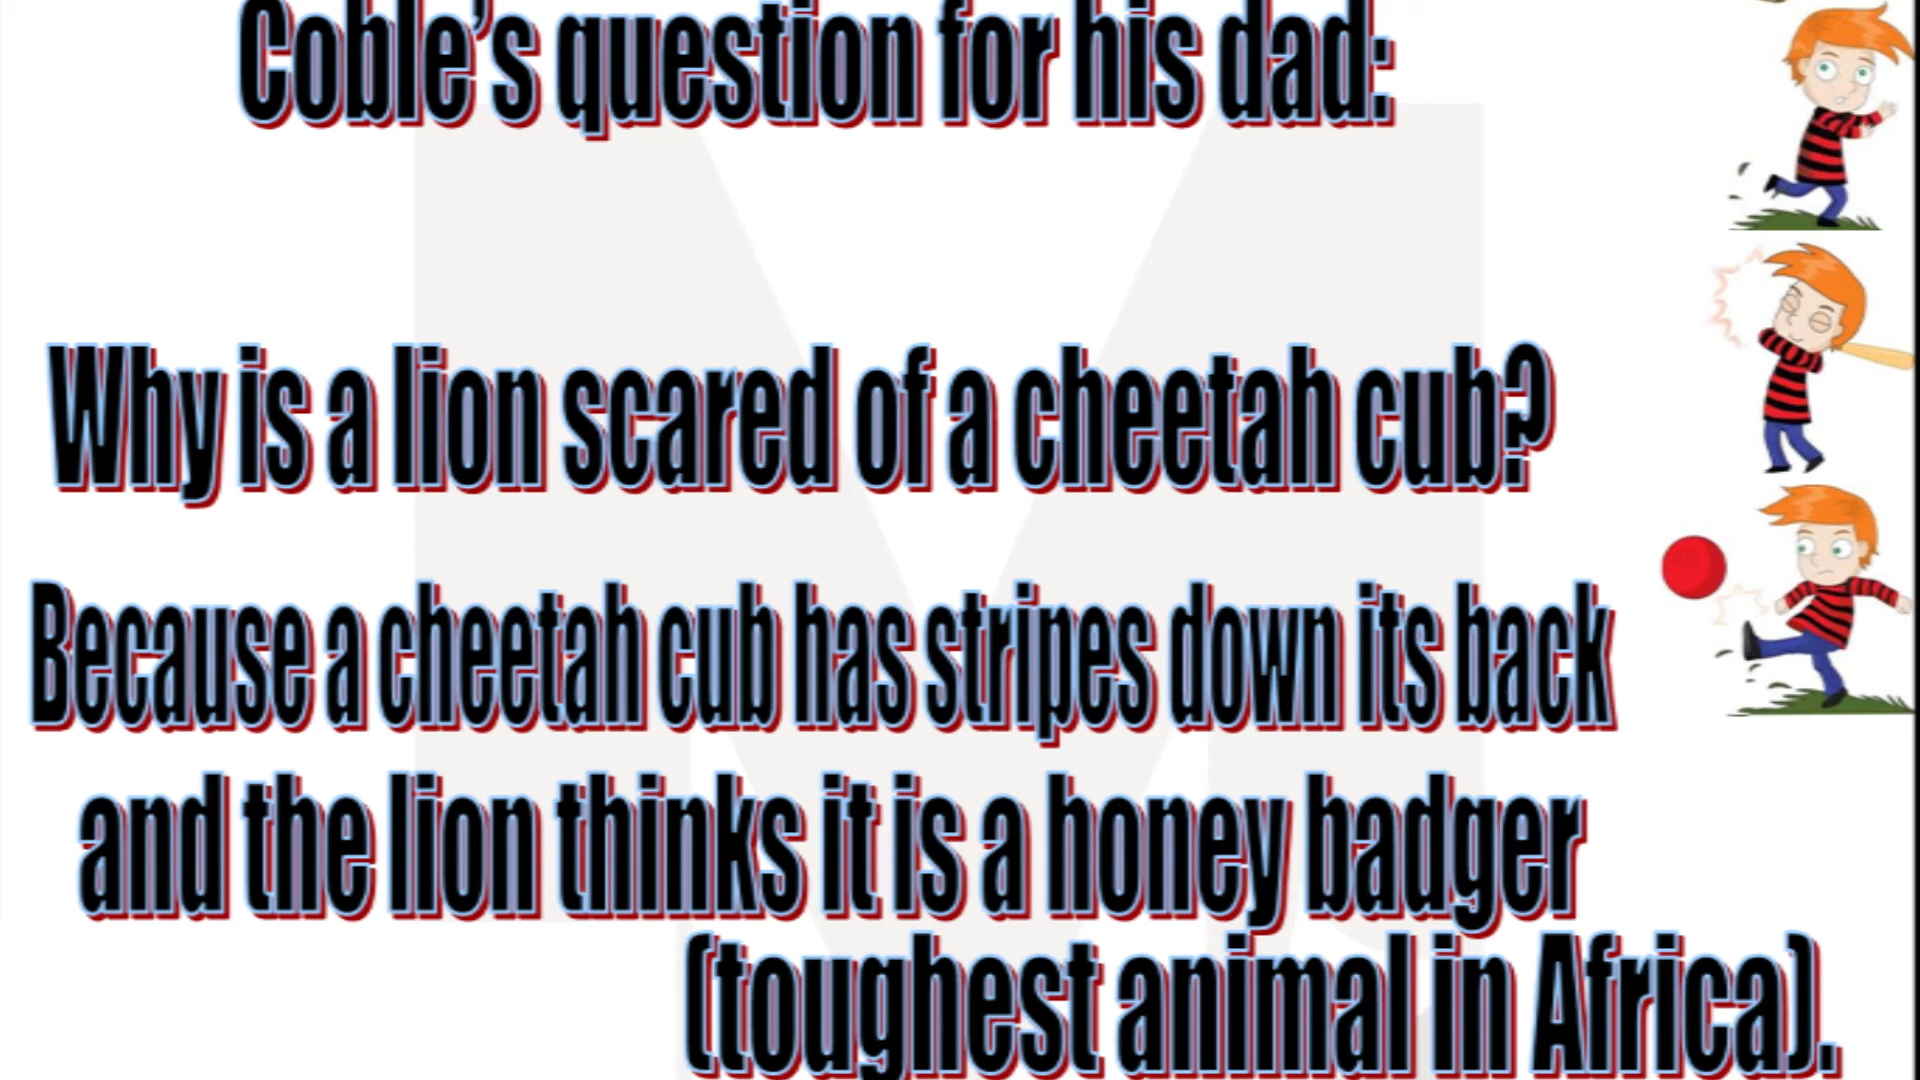 Coble’s question for his dad:
Why is a lion scared of a cheetah cub?
Because a cheetah cub has stripes down its back
and the lion thinks it is a honey badger
(toughest animal in Africa).